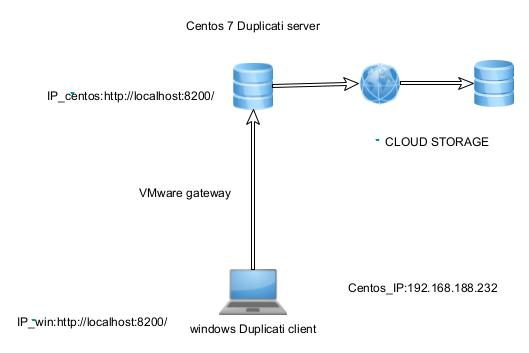 Centos 7 Duplicati server
IP_centos:http://localhost:8200/
CLOUD STORAGE
VMware gateway
Centos_IP:192.168.188.232
IP_win:http://localhost:8200/
windows Duplicati client